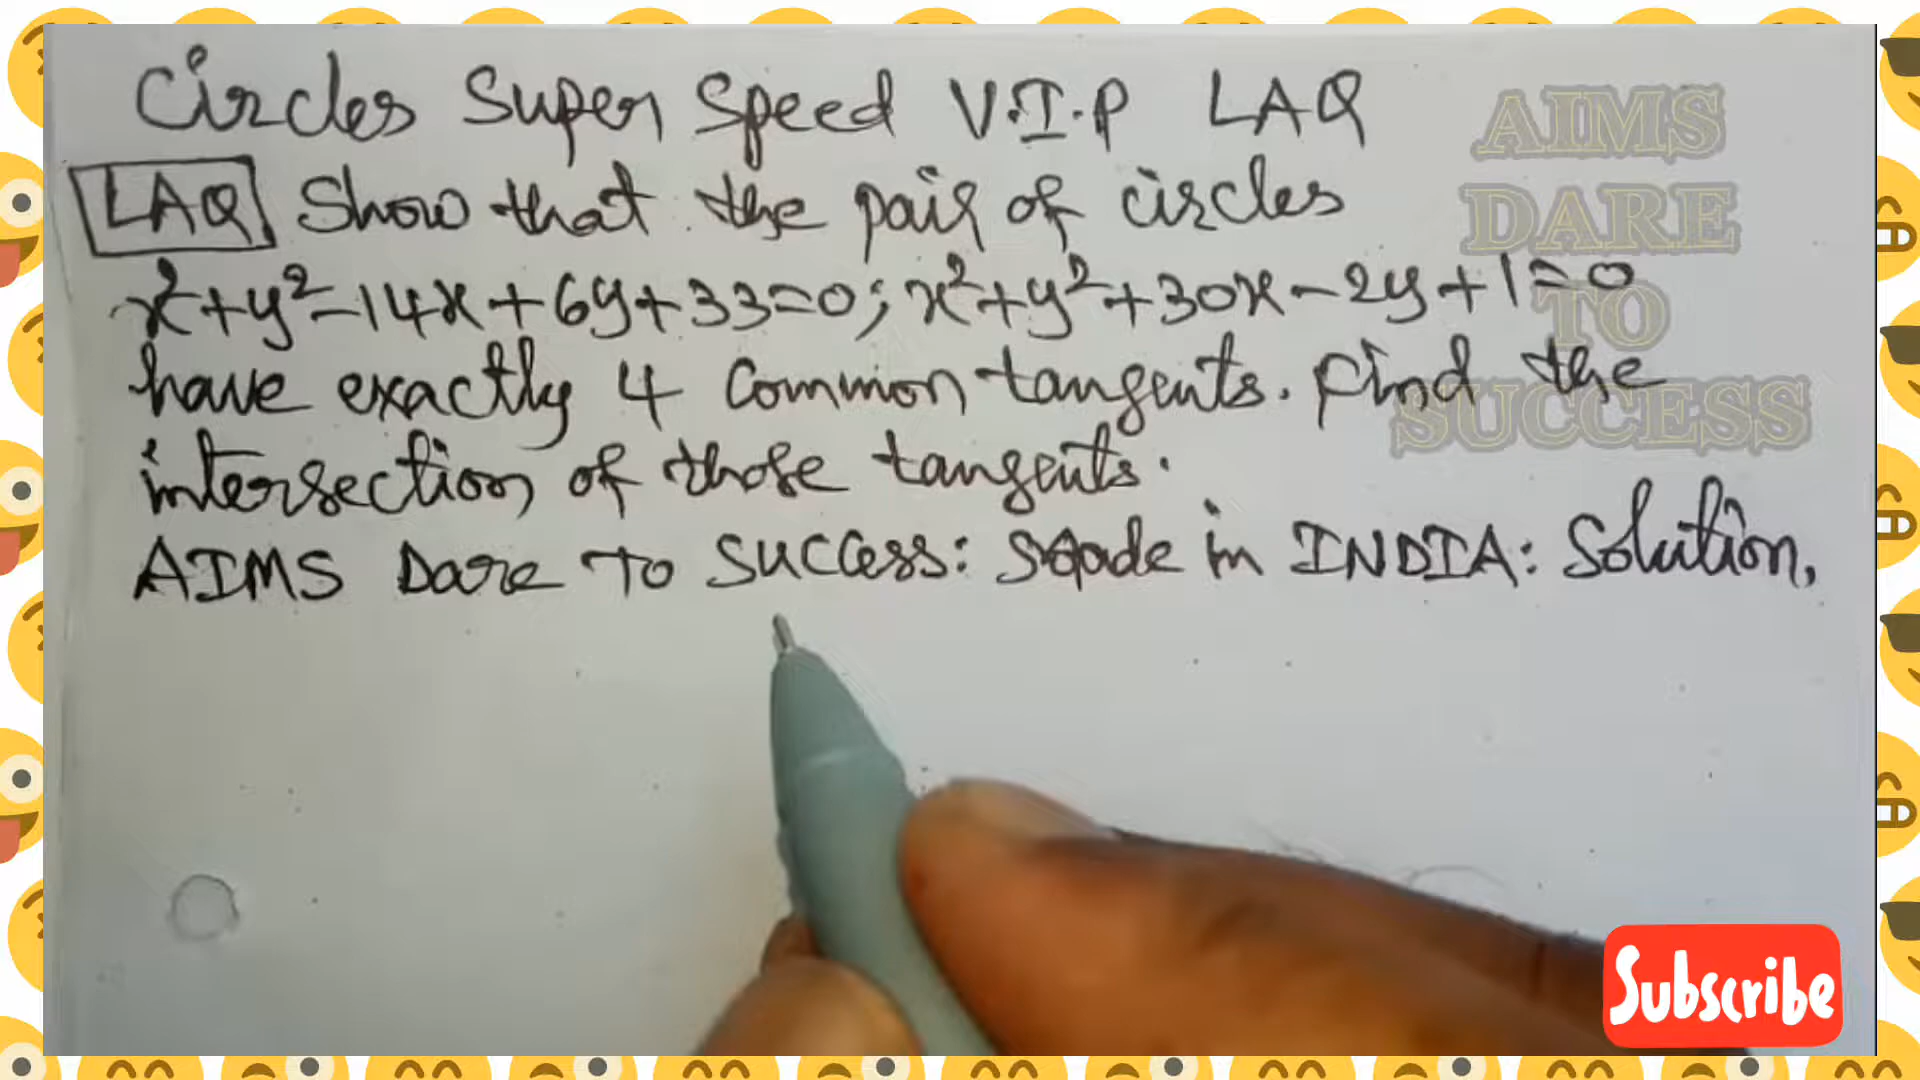 Circles Super Speed V.I.P LAQ
LAQ Show that the pair of circles
x²+y²-14x+6y+33=0; x²+y²+30x-2y+1=0
have exactly 4 common tangents. Find the
intersection of those tangents.
AIMS Dare To Success: in INDIA: Solution,
AIMS
DARE
TO
SUCCESS
Subscribe